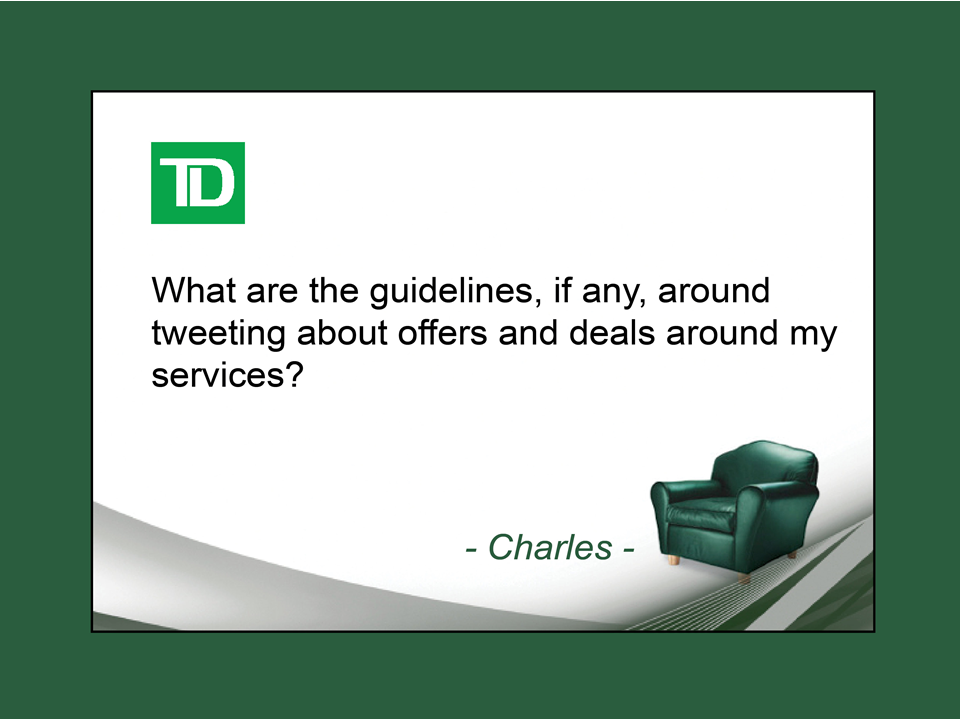 TD
What are the guidelines, if any, around
tweeting about offers and deals around my
services?
- Charles -